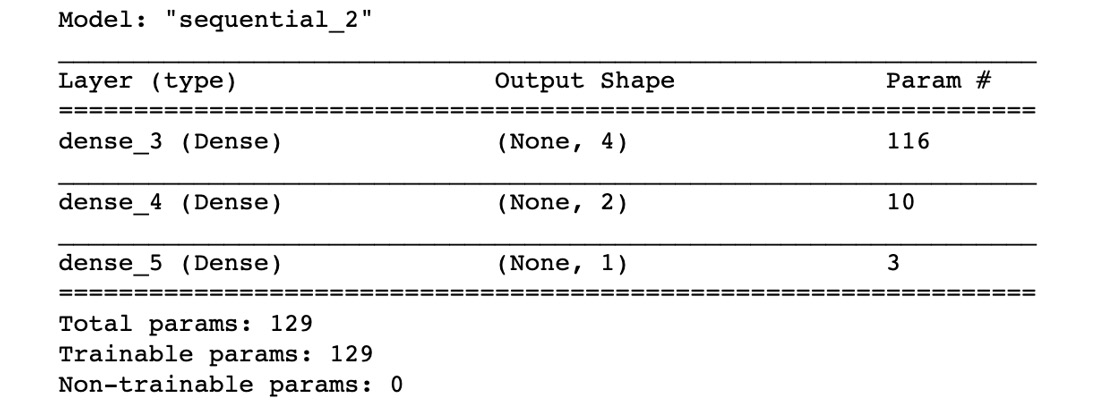 Model: "sequential_2"
Layer (type) Output Shape Param #
dense_3 (Dense) (None, 4) 116
dense_4 (Dense) (None, 2) 10
dense_5 (Dense) (None, 1) 3
Total params: 129
Trainable params: 129
Non-trainable params: 0